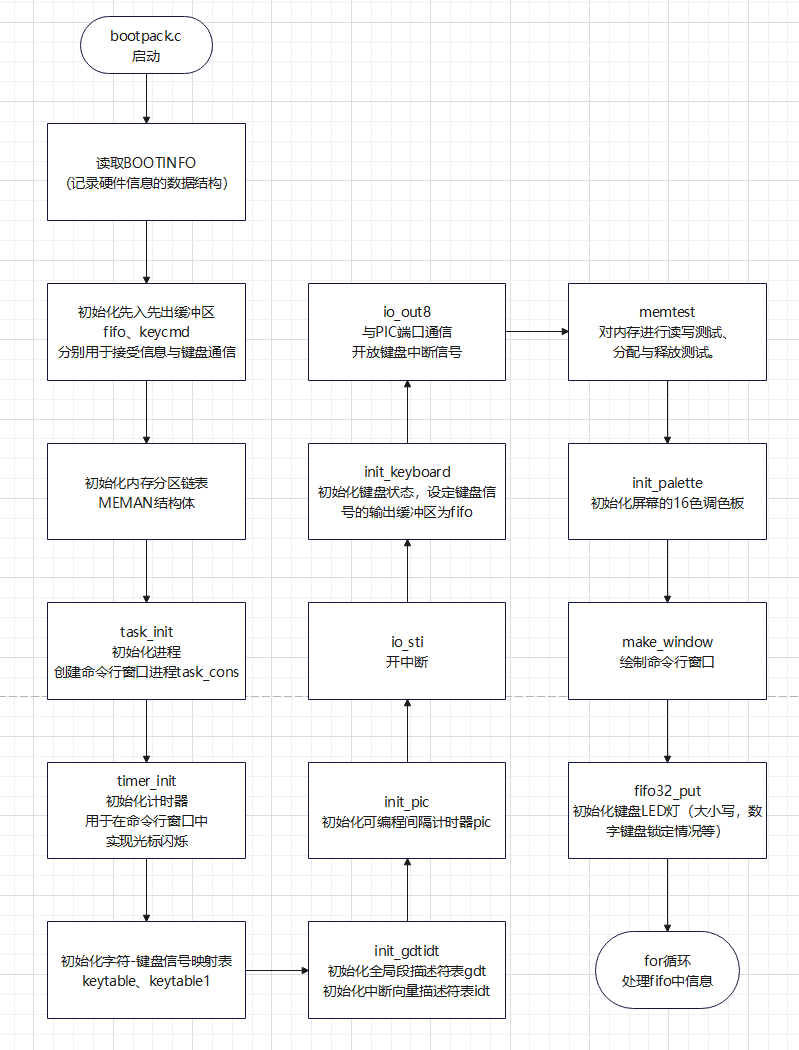 bootpack.c
启动
读取BOOTINFO
（记录硬件信息的数据结构）
初始化先入先出缓冲区
fifo、keycmd
分别用于接受信息与键盘通信
初始化内存分区链表
MEMAN结构体
task_init
初始化进程
创建命令行窗口进程task_cons
timer_init
初始化计时器
用于在命令行窗口中
实现光标闪烁
初始化字符-键盘信号映射表
keytable、keytable1
init_gdtidt
初始化全局段描述符表gdt
初始化中断向量描述符表idt
init_pic
初始化可编程间隔计时器pic
io_sti
开中断
init_keyboard
初始化键盘状态，设定键盘信
号的输出缓冲区为fifo
io_out8
与PIC端口通信
开放键盘中断信号
memtest
对内存进行读写测试、
分配与释放测试。
init_palette
初始化屏幕的16色调色板
make_window
绘制命令行窗口
fifo32_put
初始化键盘LED灯（大小写，数
字键盘锁定情况等）
for循环
处理fifo中信息